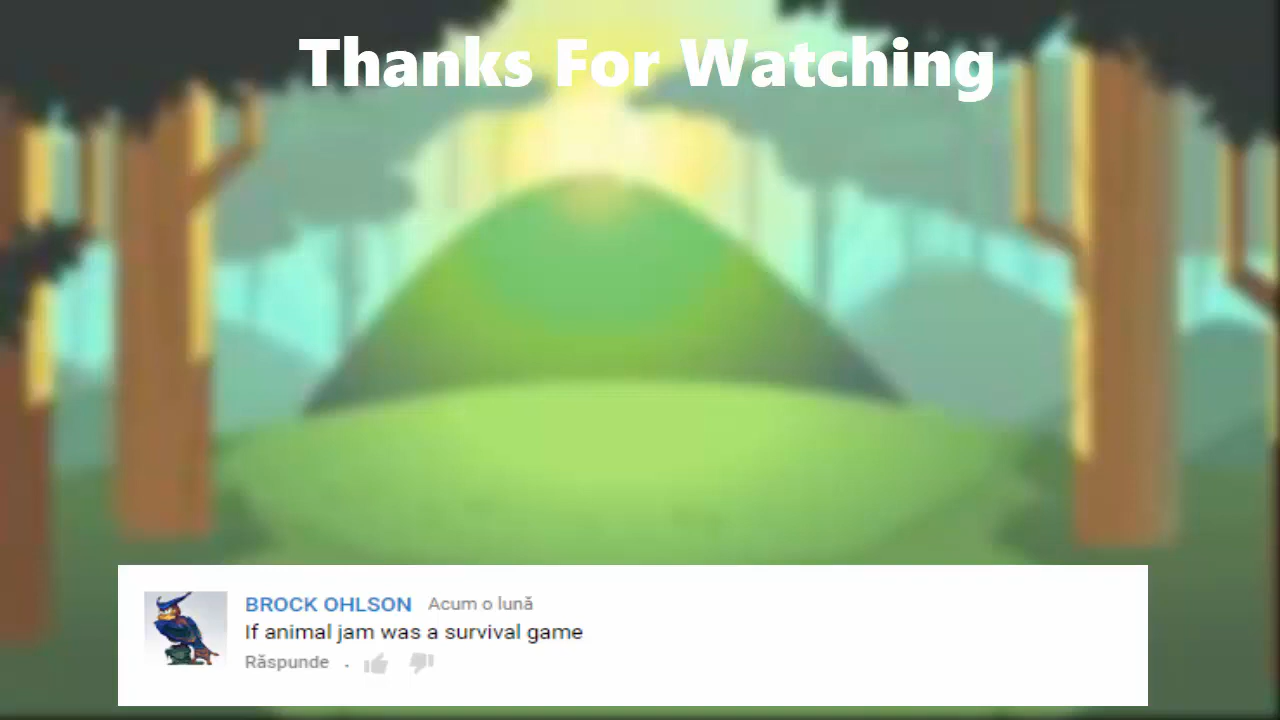 Thanks For Watching
BROCK OHLSON Acum o lună
If animal jam was a survival game
Răspunde .